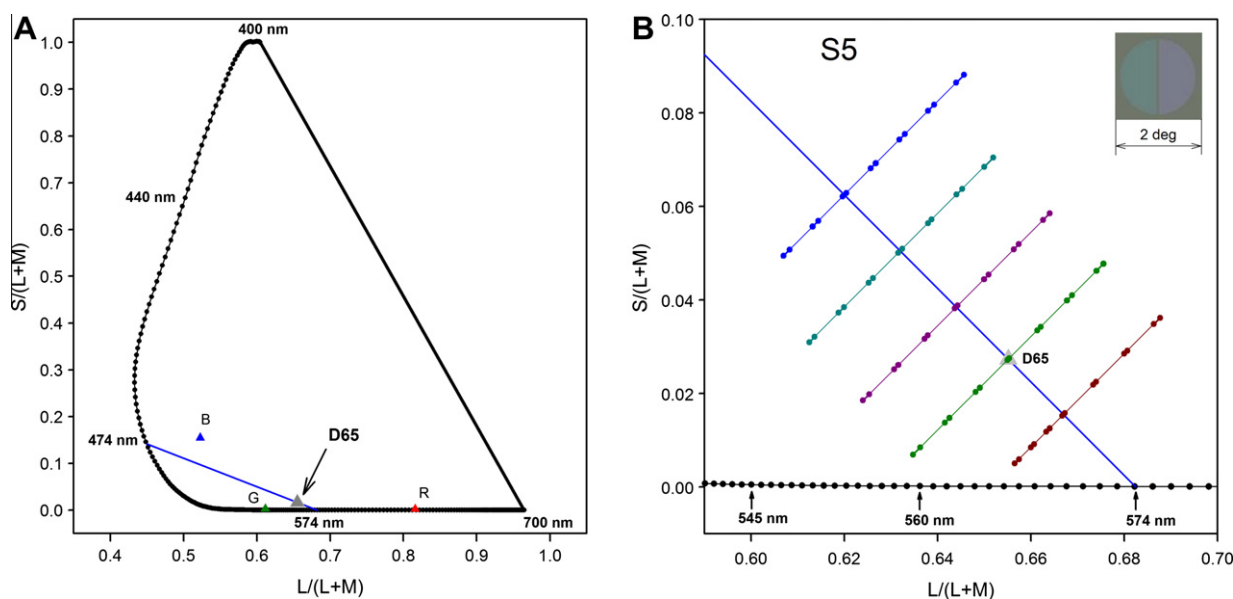 A
400 nm
1.0
0.9
0.8
0.7
440 nm
0.6
S/(L+M)
0.5
0.4
0.3
0.2
B
D65
474 nm
0.1
G
R
0.0
574 nm
700 nm
0.4 0.5 0.6 0.7 0.8 0.9 1.0
L/(L+M)
B
0.10
S5
2 deg
0.08
0.06
S/(L+M)
0.04
D65
0.02
0.00
545 nm
560 nm
574 nm
0.60 0.62 0.64 0.66 0.68 0.70
L/(L+M)